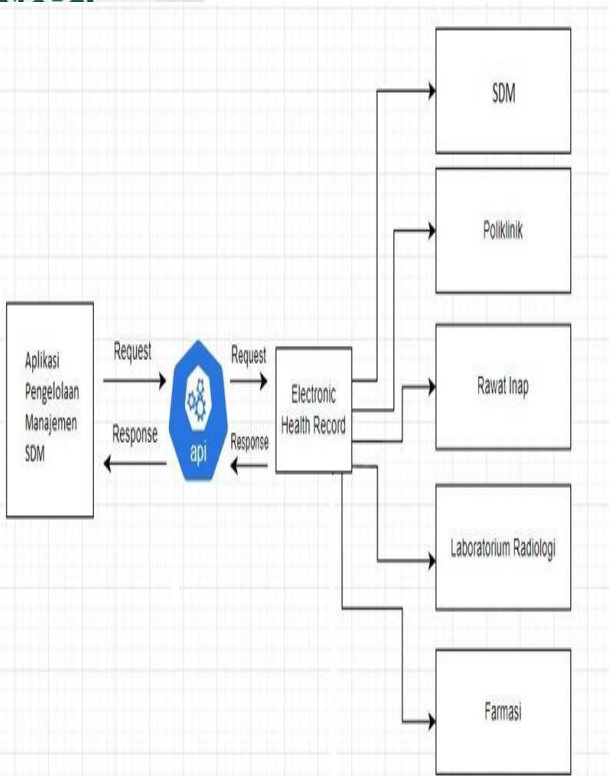 SDM
Poliklinik
Aplikasi
Pengelolaan
Manajemen
SDM
Request
Response
api
Request
Response
Electronic
Health Record
Rawat Inap
Laboratorium Radiologi
Farmasi